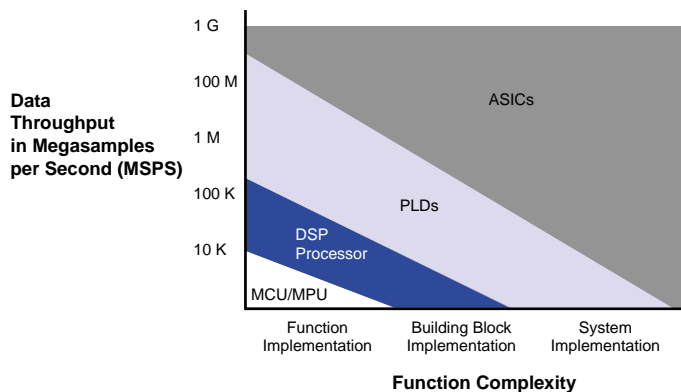 1 G
100 M
1 M
100 K
10 K
Data
Throughput
in Megasamples
per Second (MSPS)
ASICs
PLDs
DSP
Processor
MCU/MPU
Function
Implementation
Building Block
Implementation
System
Implementation
Function Complexity